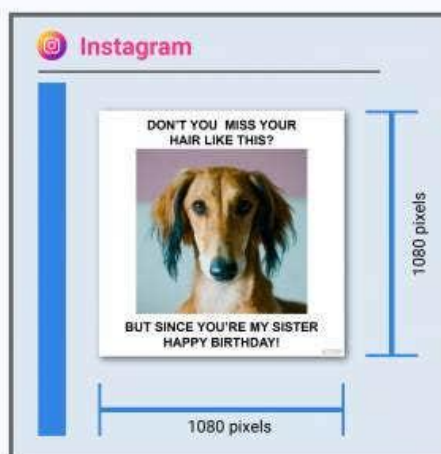 Instagram
DON'T YOU MISS YOUR
HAIR LIKE THIS?
BUT SINCE YOU'RE MY SISTER
HAPPY BIRTHDAY!
1080 pixels
1080 pixels